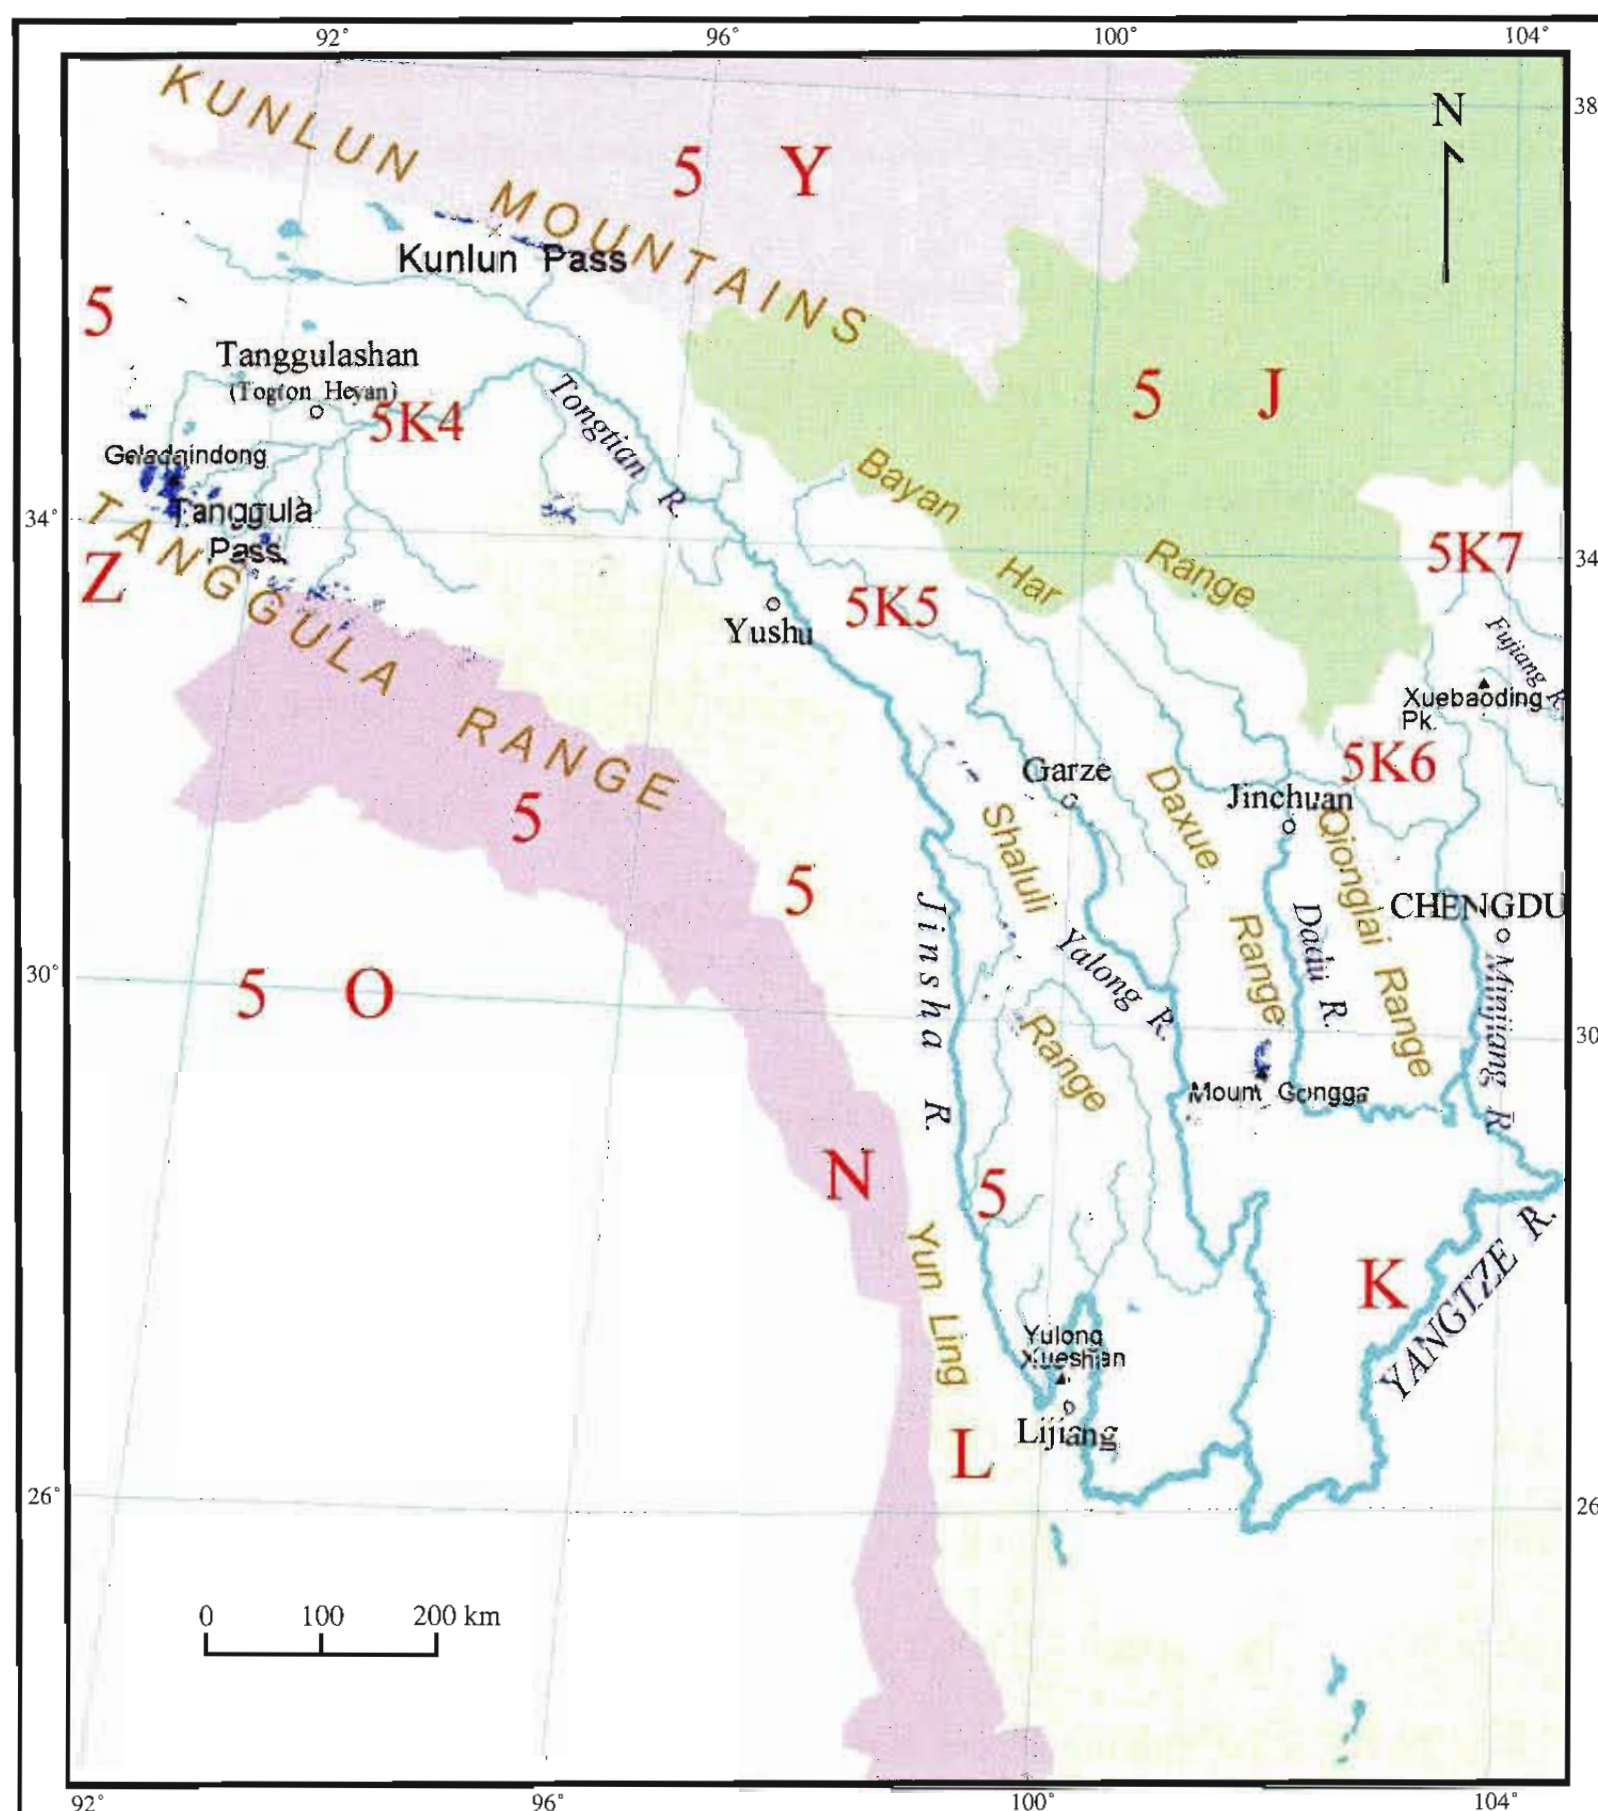 92° 96° 100° 104°
38
N
KUNLUN MOUNTAINS
5 Y
Kunlun Pass
5
Tanggulashan
(Togton Heyan)
5K4
Tongtian R.
5 J
Geladaindong
Tanggula
Pass
34°
Z
TANGGULA RANGE
Bayan Har Range
5K7
34
5K5
Yushu
Fujiang R.
Xuebaoding
Pk.
5K6
Garze
Jinchuan
Shaluli Range
Daxue Range
Qionglai Range
5
5
CHENGDU
Jinsha R.
Yalong R.
Dadu R.
Minjiang R.
30°
5 O
30
Mount Gongga
N
5
Yun Ling
K
YANGTZE R.
Yulong
Xueshan
Lijiang
L
26°
26
0 100 200 km
92° 96° 100° 104°